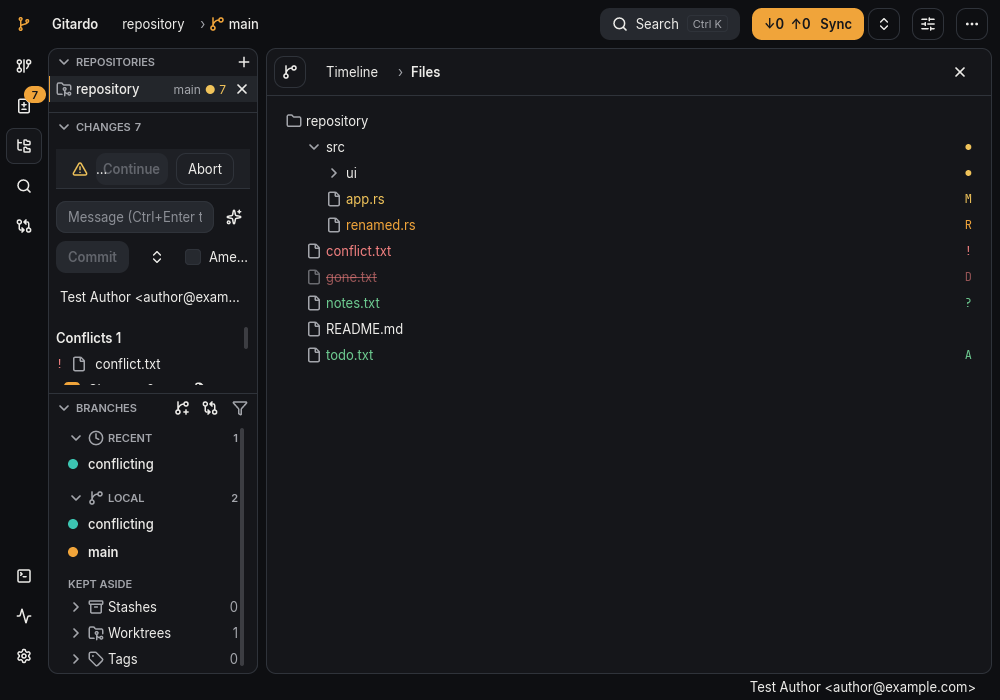 Gitardo repository › main Search Ctrl K ↓0 ↑0 Sync
REPOSITORIES
repository main 7
7
CHANGES 7
... Continue Abort
Message (Ctrl+Enter t
Commit Ame...
Test Author <author@exam...
Conflicts 1
! conflict.txt
BRANCHES
RECENT 1
conflicting
LOCAL 2
conflicting
main
KEPT ASIDE
Stashes 0
Worktrees 1
Tags 0
Timeline › Files
repository
src
ui
app.rs M
renamed.rs R
conflict.txt !
gone.txt D
notes.txt ?
README.md
todo.txt A
Test Author <author@example.com>